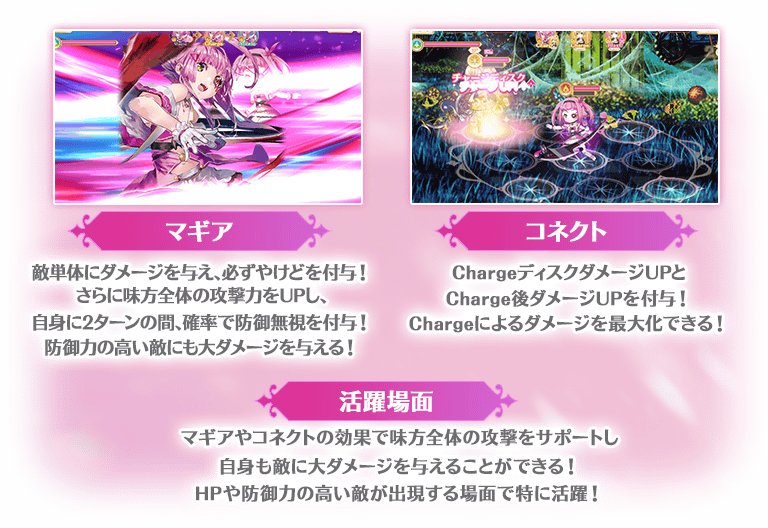 チャージディスク
マギア
敵単体にダメージを与え、必ずやけどを付与！
さらに味方全体の攻撃力をUPし、
自身に2ターンの間、確率で防御無視を付与！
防御力の高い敵にも大ダメージを与える！
コネクト
ChargeディスクダメージUPと
Charge後ダメージUPを付与！
Chargeによるダメージを最大化できる！
活躍場面
マギアやコネクトの効果で味方全体の攻撃をサポートし
自身も敵に大ダメージを与えることができる！
HPや防御力の高い敵が出現する場面で特に活躍！